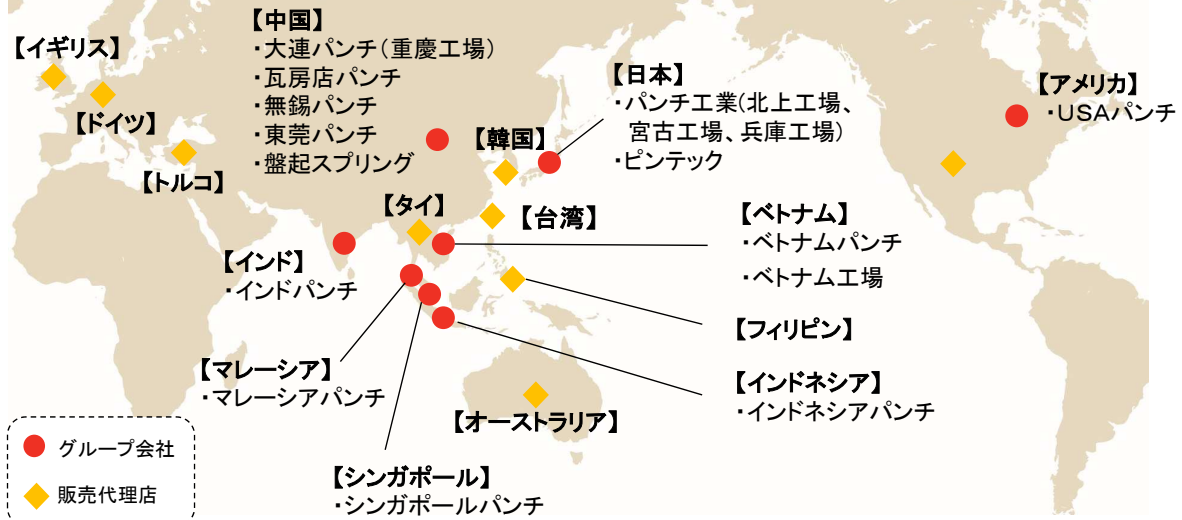 【イギリス】
【ドイツ】
【トルコ】
【中国】
・大連パンチ(重慶工場)
・瓦房店パンチ
・無錫パンチ
・東莞パンチ
・盤起スプリング
【韓国】
【日本】
・パンチ工業(北上工場、
宮古工場、兵庫工場)
・ピンテック
【アメリカ】
・USAパンチ
【タイ】
【台湾】
【ベトナム】
・ベトナムパンチ
・ベトナム工場
【インド】
・インドパンチ
【フィリピン】
【マレーシア】
・マレーシアパンチ
【インドネシア】
・インドネシアパンチ
【オーストラリア】
【シンガポール】
・シンガポールパンチ
グループ会社
販売代理店